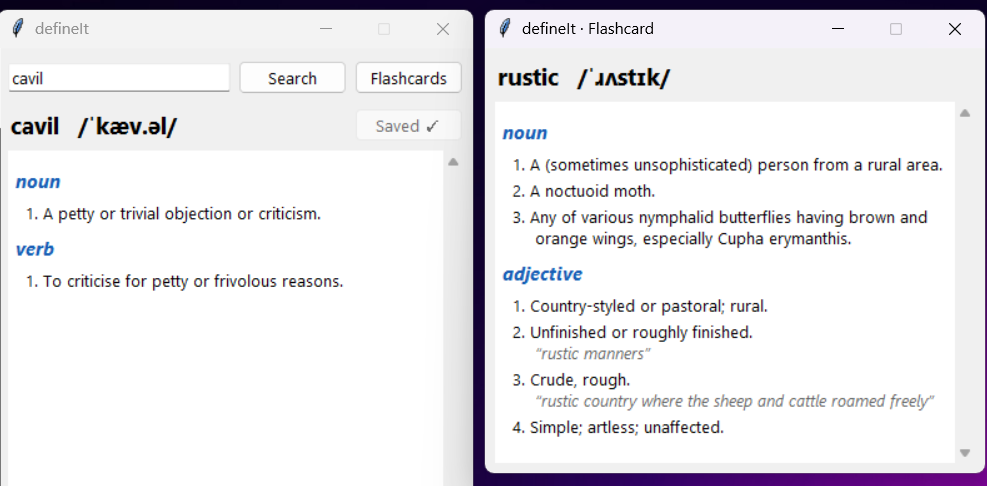 defineIt
cavil
Search
Flashcards
cavil /ˈkæv.əl/
Saved ✓
noun
1. A petty or trivial objection or criticism.
verb
1. To criticise for petty or frivolous reasons.
defineIt · Flashcard
rustic /ˈɹʌstɪk/
noun
1. A (sometimes unsophisticated) person from a rural area.
2. A noctuoid moth.
3. Any of various nymphalid butterflies having brown and
orange wings, especially Cupha erymanthis.
adjective
1. Country-styled or pastoral; rural.
2. Unfinished or roughly finished.
“rustic manners”
3. Crude, rough.
“rustic country where the sheep and cattle roamed freely”
4. Simple; artless; unaffected.